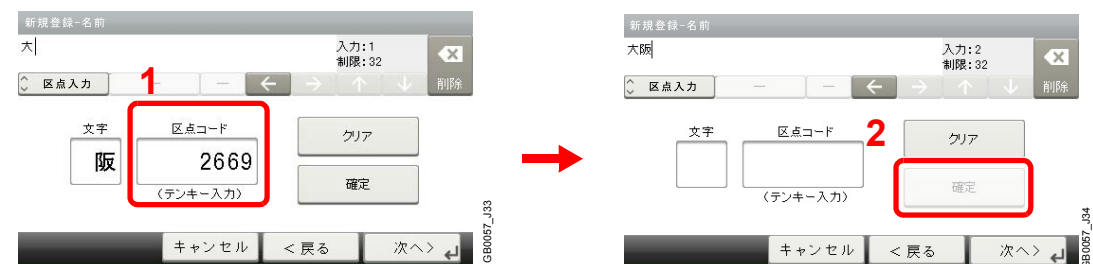 新規登録-名前
大
入力:1
制限:32
削除
区点入力
1
文字
区点コード
阪
2669
(テンキー入力)
クリア
確定
キャンセル
<戻る
次へ>
GB0057_J33
新規登録-名前
大阪
入力:2
制限:32
削除
区点入力
文字
区点コード
2
(テンキー入力)
クリア
確定
キャンセル
<戻る
次へ>
GB0057_J34